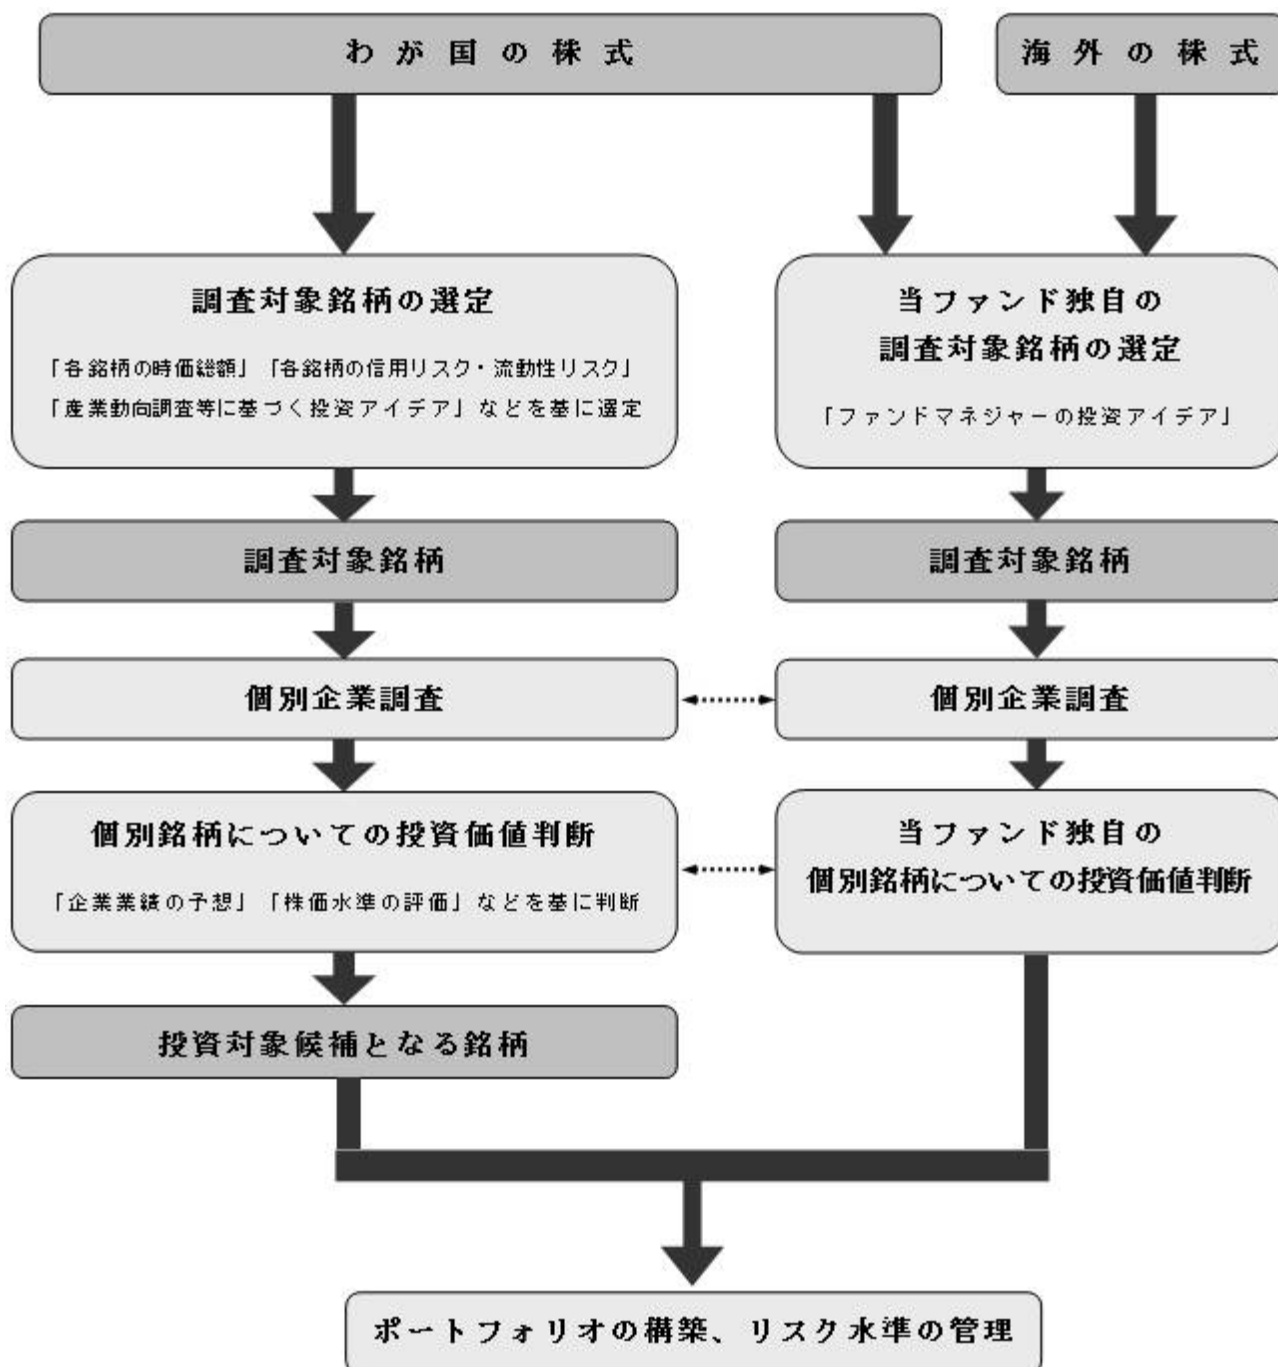 わが国の株式
海外の株式
調査対象銘柄の選定
「各銘柄の時価総額」「各銘柄の信用リスク・流動性リスク」
「産業動向調査等に基づく投資アイデア」などを基に選定
当ファンド独自の
調査対象銘柄の選定
「ファンドマネジャーの投資アイデア」
調査対象銘柄
調査対象銘柄
個別企業調査
個別企業調査
個別銘柄についての投資価値判断
「企業業績の予想」「株価水準の評価」などを基に判断
当ファンド独自の
個別銘柄についての投資価値判断
投資対象候補となる銘柄
ポートフォリオの構築、リスク水準の管理